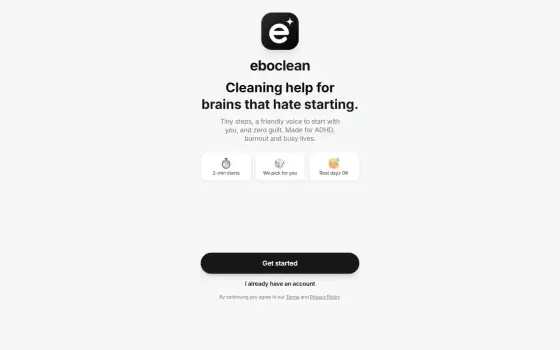 e
eboclean
Cleaning help for
brains that hate starting.
Tiny steps, a friendly voice to start with
you, and zero guilt. Made for ADHD,
burnout and busy lives.
2-min starts
We pick for you
Rest days OK
Get started
I already have an account
By continuing you agree to our Terms and Privacy Policy